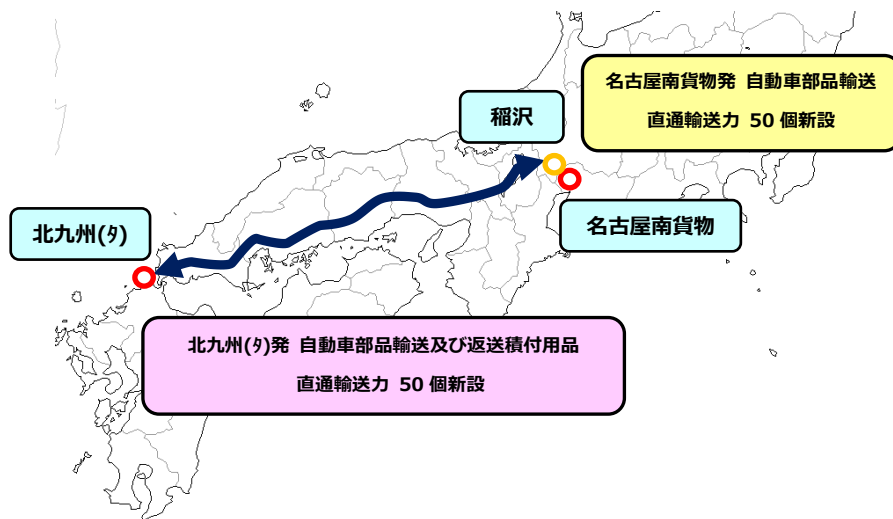 名古屋南貨物発 自動車部品輸送
直通輸送力 50 個新設
稲沢
名古屋南貨物
北九州(ﾀ)
北九州(ﾀ)発 自動車部品輸送及び返送積付用品
直通輸送力 50 個新設